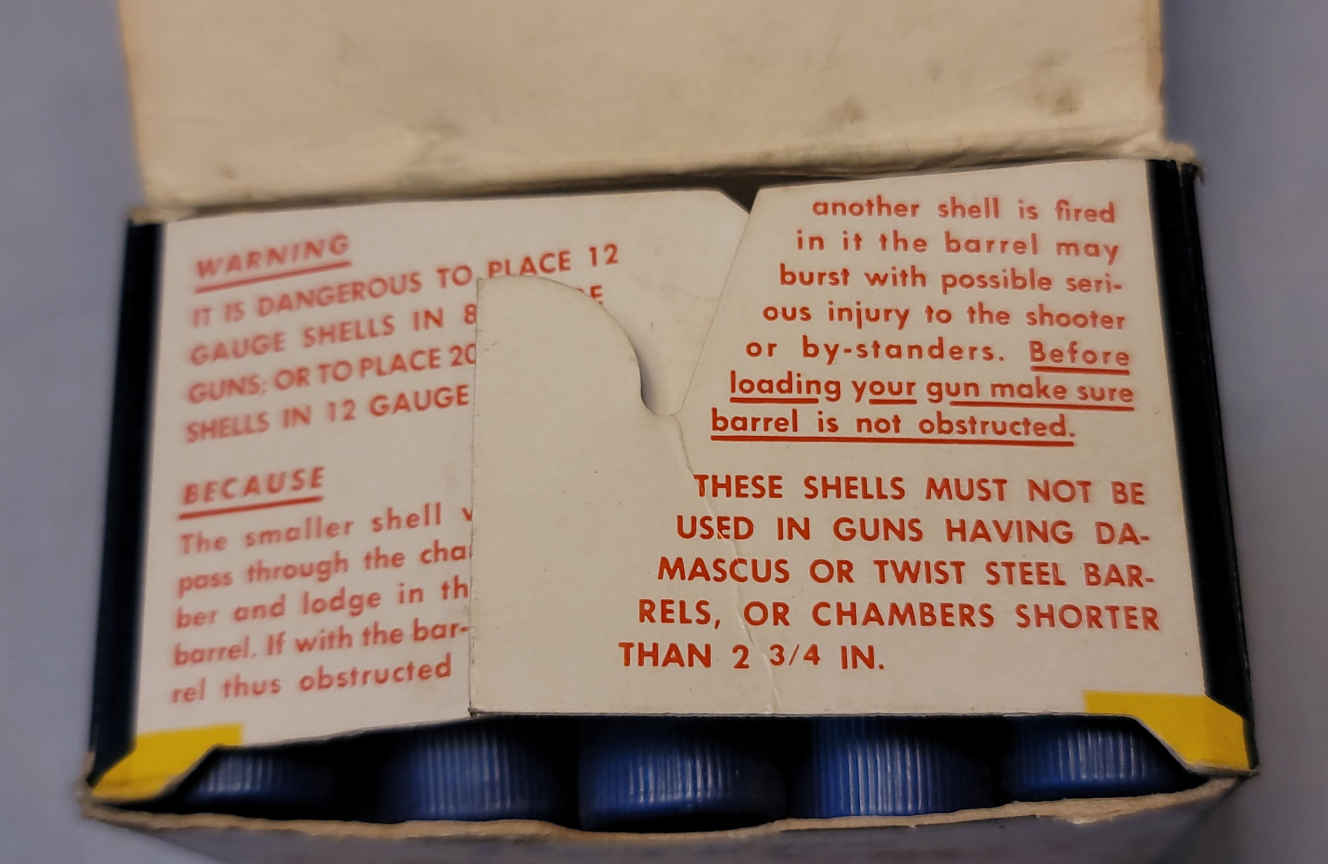 WARNING
IT IS DANGEROUS TO PLACE 12
GAUGE SHELLS IN 8
GUNS; OR TO PLACE 20
SHELLS IN 12 GAUGE
BECAUSE
The smaller shell
pass through the
ber and lodge in
barrel. If with the bar-
rel thus obstructed
another shell is fired
in it the barrel may
burst with possible seri-
ous injury to the shooter
or by-standers. Before
loading your gun make sure
barrel is not obstructed.
THESE SHELLS MUST NOT BE
USED IN GUNS HAVING DA-
MASCUS OR TWIST STEEL BAR-
RELS, OR CHAMBERS SHORTER
THAN 2 3/4 IN.